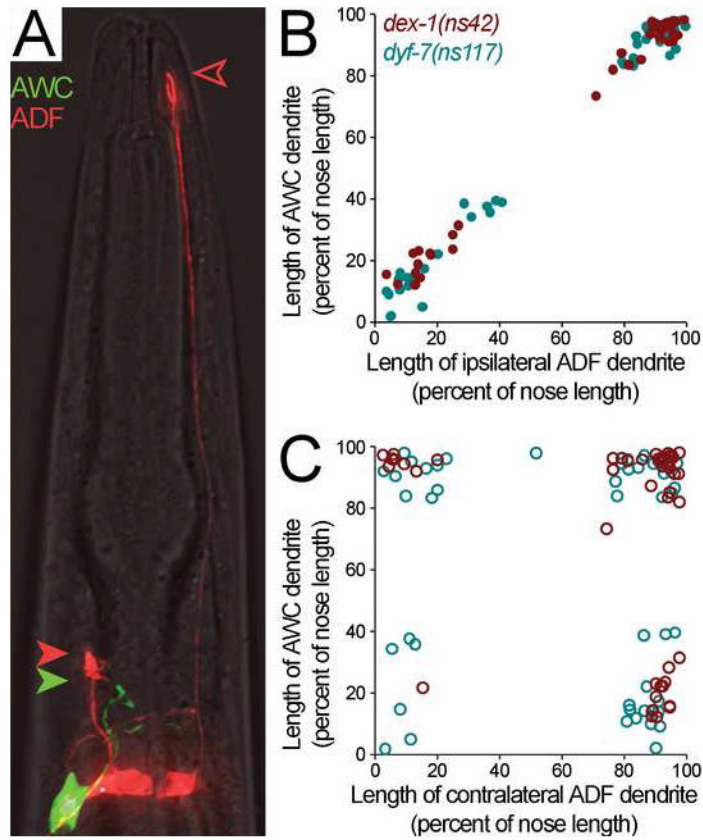 A
AWC
ADF
B
dex-1(ns42)
dyf-7(ns117)
100
80
60
40
20
0
Length of AWC dendrite
(percent of nose length)
0 20 40 60 80 100
Length of ipsilateral ADF dendrite
(percent of nose length)
C
100
80
60
40
20
0
Length of AWC dendrite
(percent of nose length)
0 20 40 60 80 100
Length of contralateral ADF dendrite
(percent of nose length)